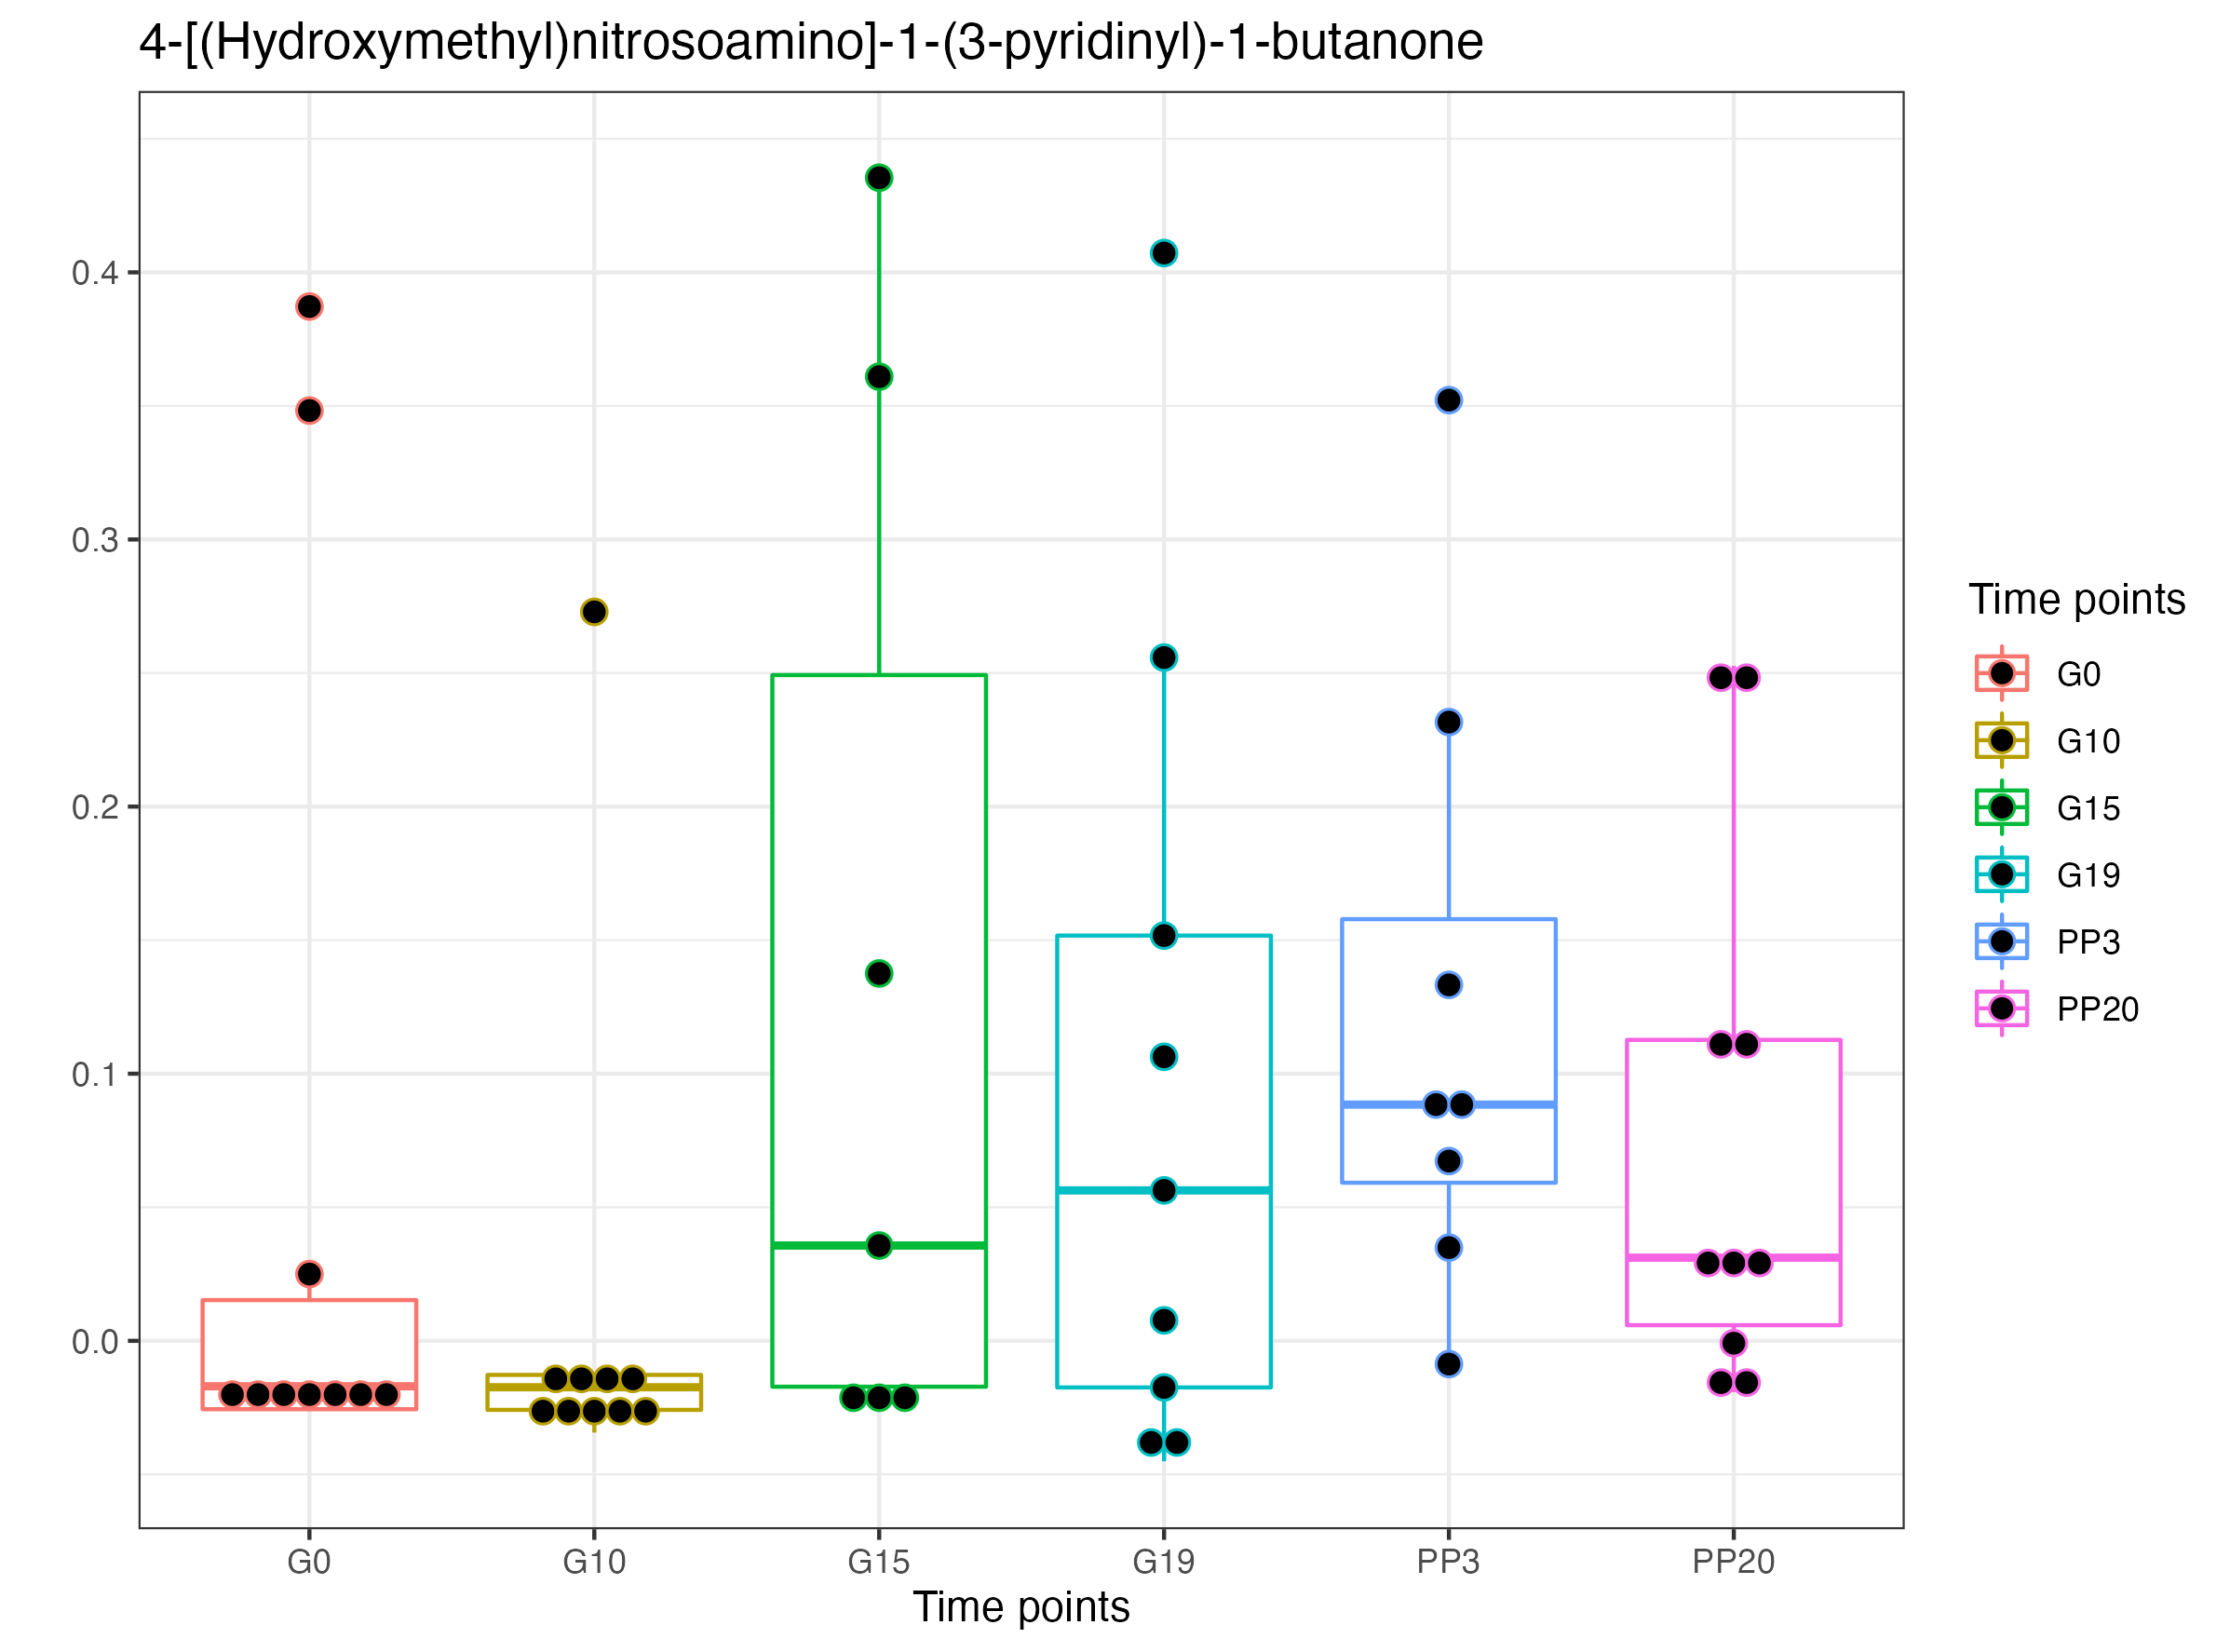 4-[(Hydroxymethyl)nitrosoamino]-1-(3-pyridinyl)-1-butanone
0.4
0.3
0.2
0.1
0.0
G0 G10 G15 G19 PP3 PP20
Time points
Time points
G0
G10
G15
G19
PP3
PP20